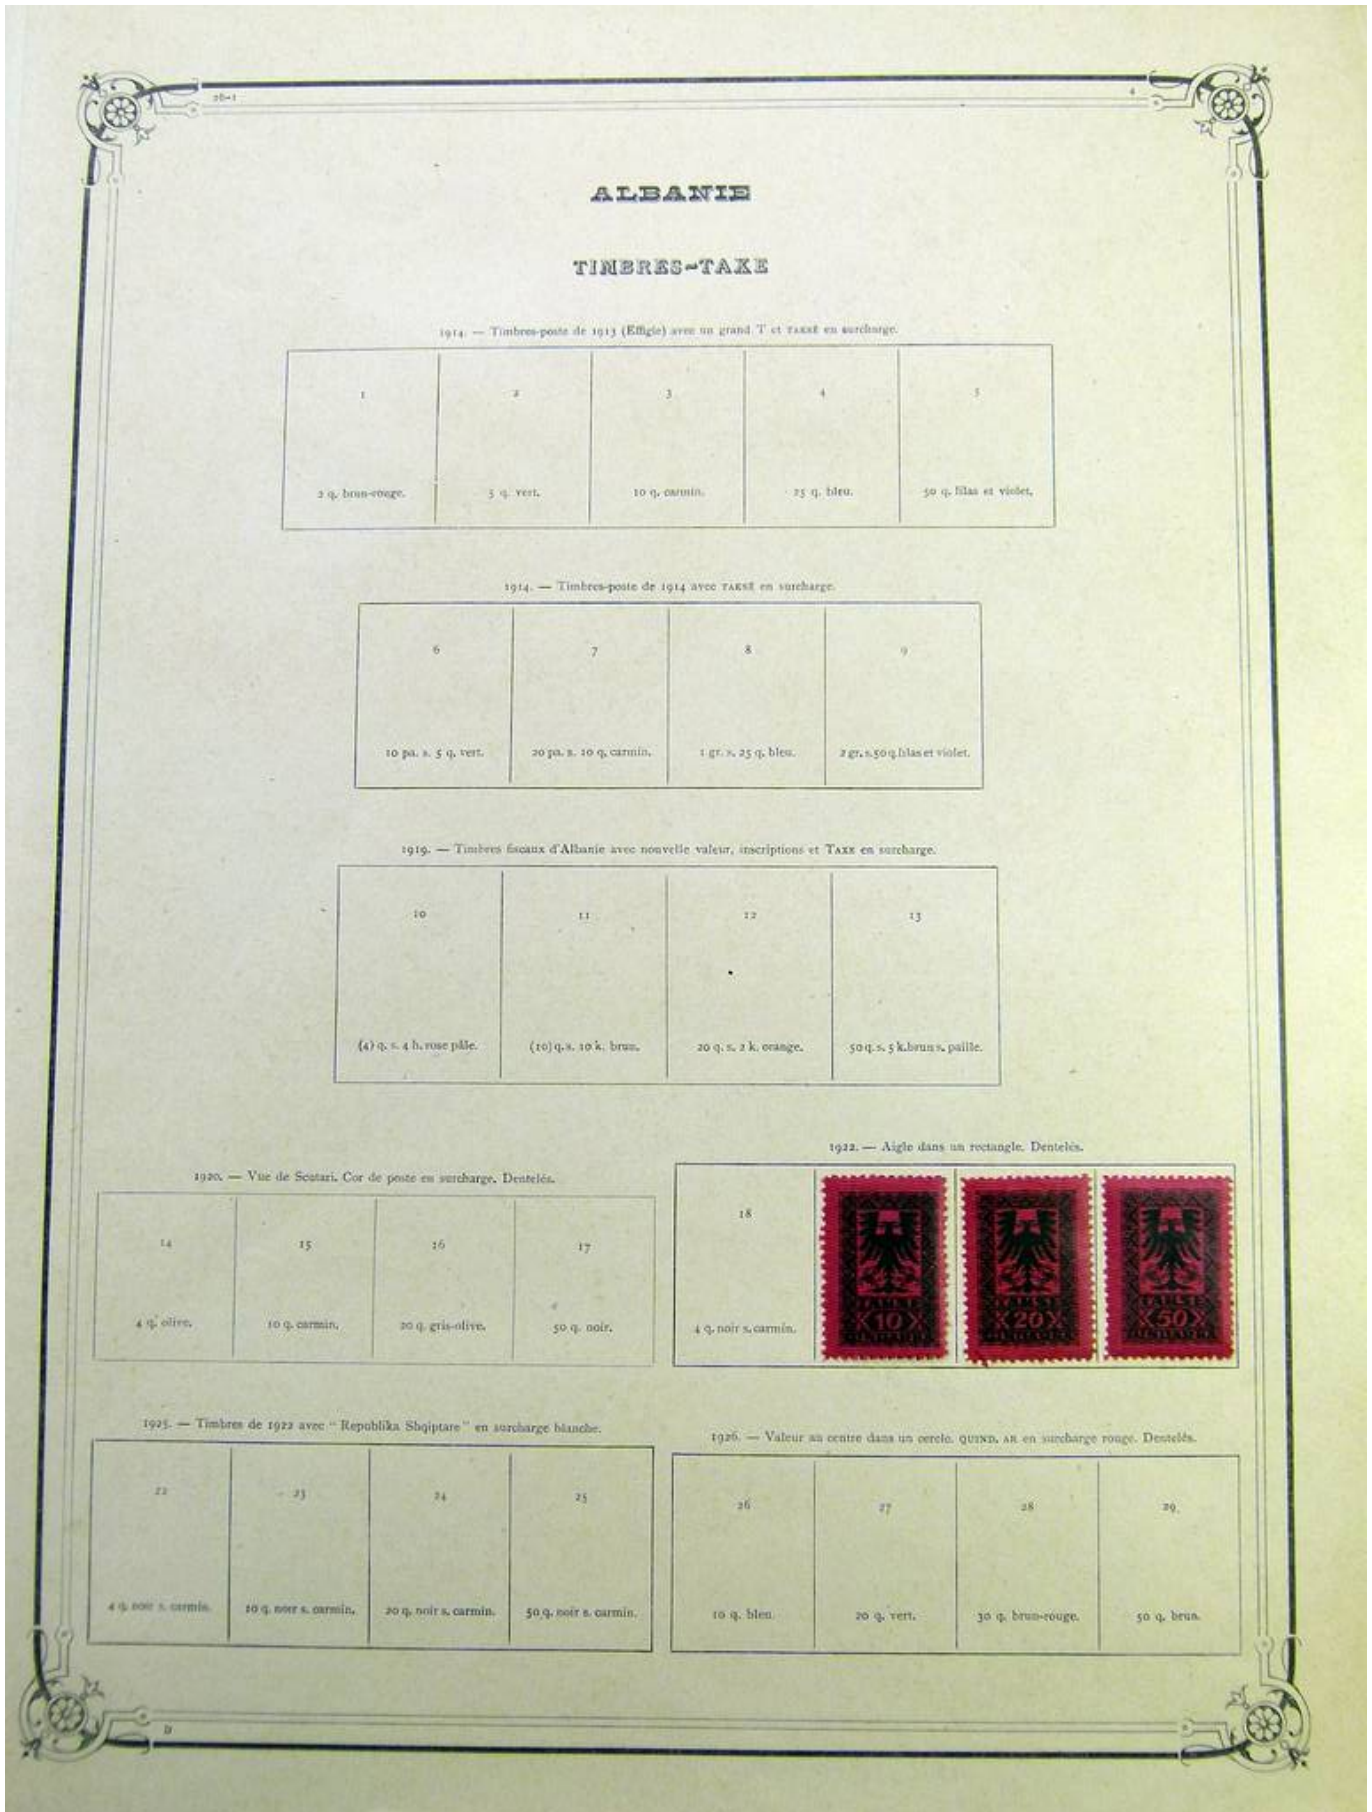 26-1
4
ALBANIE
TIMBRES-TAXE
1914. — Timbres-poste de 1913 (Effigie) avec un grand T et TAKSË en surcharge.
1 2 3 4 5
2 q. brun-rouge. 5 q. vert. 10 q. carmin. 25 q. bleu. 50 q. lilas et violet.
1914. — Timbres-poste de 1914 avec TAKSË en surcharge.
6 7 8 9
10 pa. s. 5 q. vert. 20 pa. s. 10 q. carmin. 1 gr. s. 25 q. bleu. 2 gr. s. 50 q. lilas et violet.
1919. — Timbres fiscaux d'Albanie avec nouvelle valeur, inscriptions et TAXE en surcharge.
10 11 12 13
(4) q. s. 4 h. rose pâle. (10) q. s. 10 k. brun. 20 q. s. 2 k. orange. 50 q. s. 5 k. brun s. paille.
1920. — Vue de Scutari. Cor de poste en surcharge. Dentelés.
14 15 16 17
4 q. olive. 10 q. carmin. 20 q. gris-olive. 50 q. noir.
1922. — Aigle dans un rectangle. Dentelés.
18
4 q. noir s. carmin.
TAKSË TAKSË TAKSË
10 20 50
1925. — Timbres de 1922 avec "Republika Shqiptare" en surcharge blanche.
22 23 24 25
4 q. noir s. carmin. 10 q. noir s. carmin. 20 q. noir s. carmin. 50 q. noir s. carmin.
1926. — Valeur au centre dans un cercle. QUIND. AR en surcharge rouge. Dentelés.
26 27 28 29
10 q. bleu. 20 q. vert. 30 q. brun-rouge. 50 q. brun.